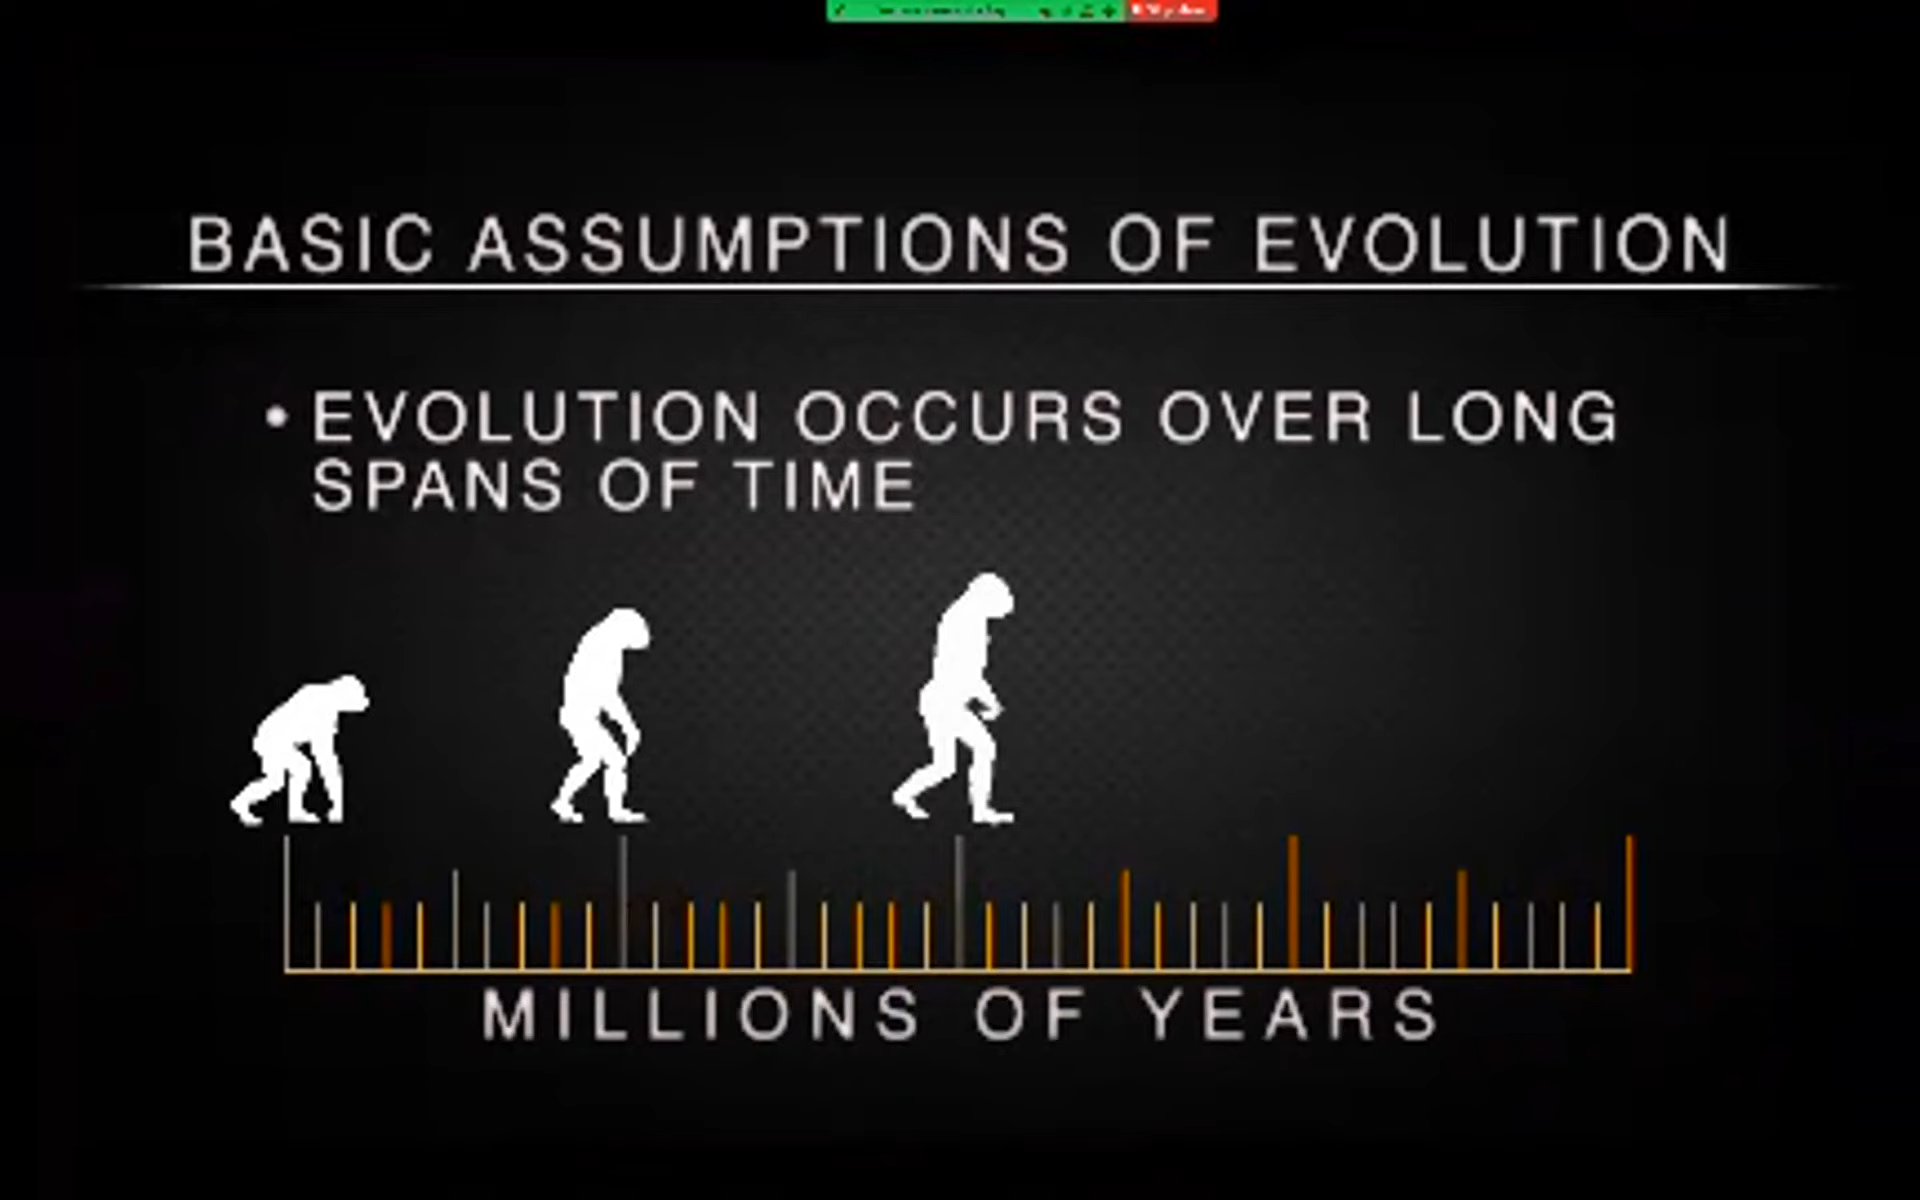 BASIC ASSUMPTIONS OF EVOLUTION
• EVOLUTION OCCURS OVER LONG
SPANS OF TIME
MILLIONS OF YEARS